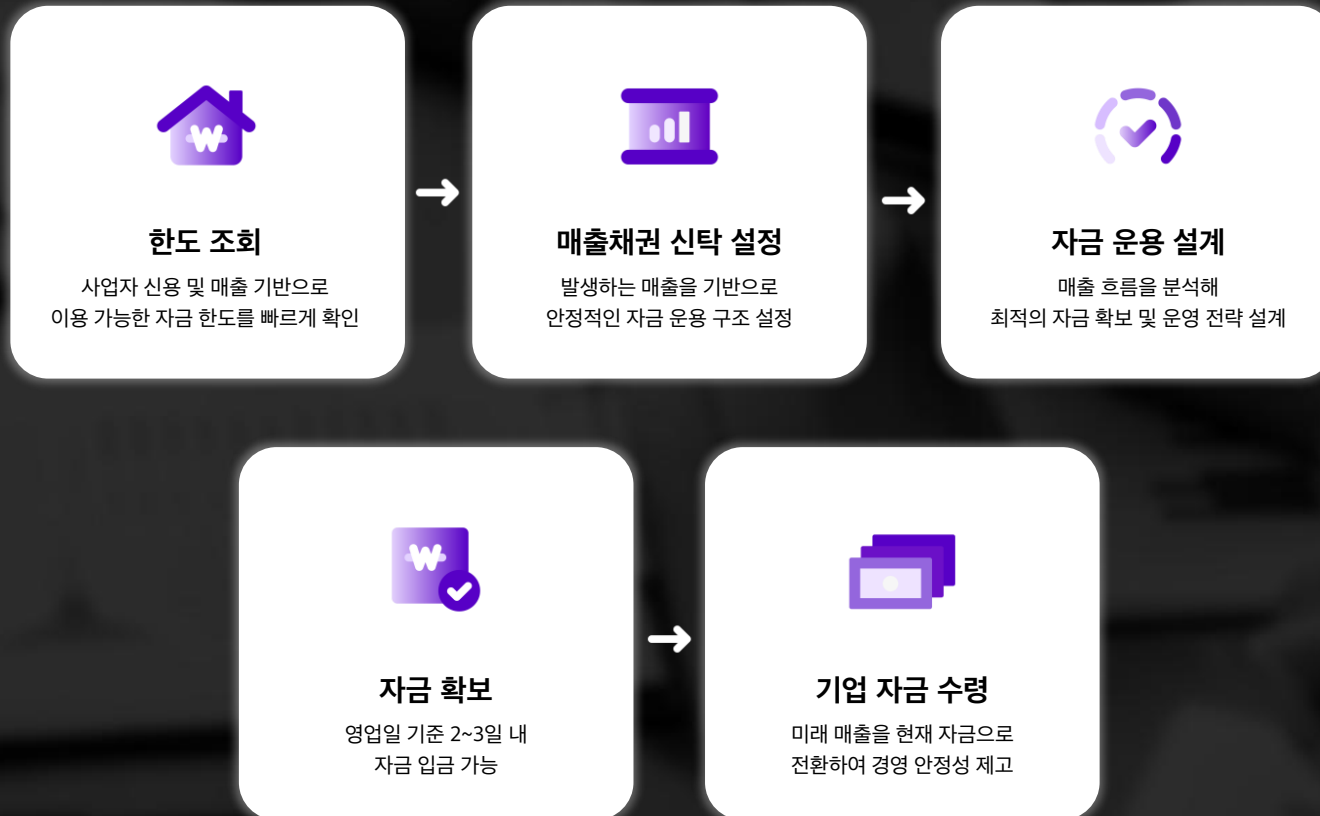 한도 조회
사업자 신용 및 매출 기반으로
이용 가능한 자금 한도를 빠르게 확인
매출채권 신탁 설정
발생하는 매출을 기반으로
안정적인 자금 운용 구조 설정
자금 운용 설계
매출 흐름을 분석해
최적의 자금 확보 및 운영 전략 설계
자금 확보
영업일 기준 2~3일 내
자금 입금 가능
기업 자금 수령
미래 매출을 현재 자금으로
전환하여 경영 안정성 제고